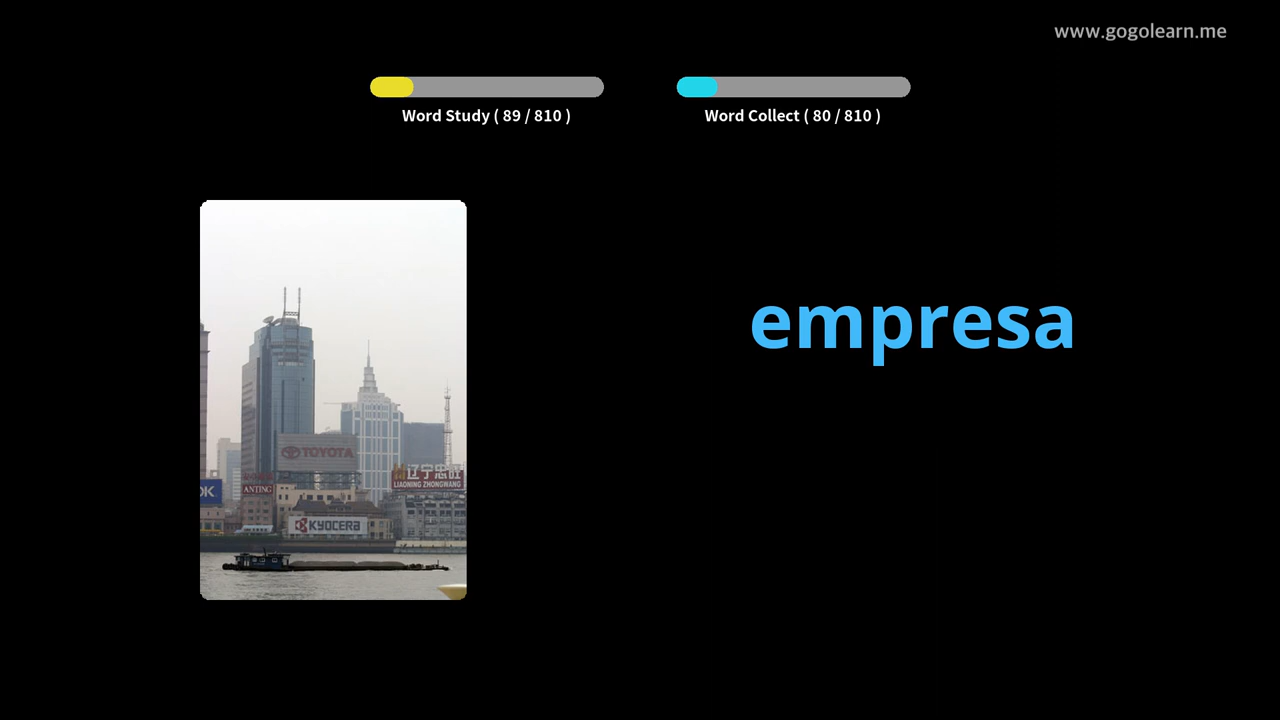 www.gogolearn.me
Word Study ( 89 / 810 )
Word Collect ( 80 / 810 )
empresa
TOYOTA
辽宁忠旺
LIAONING ZHONGWANG
ANTING
KYOCERA